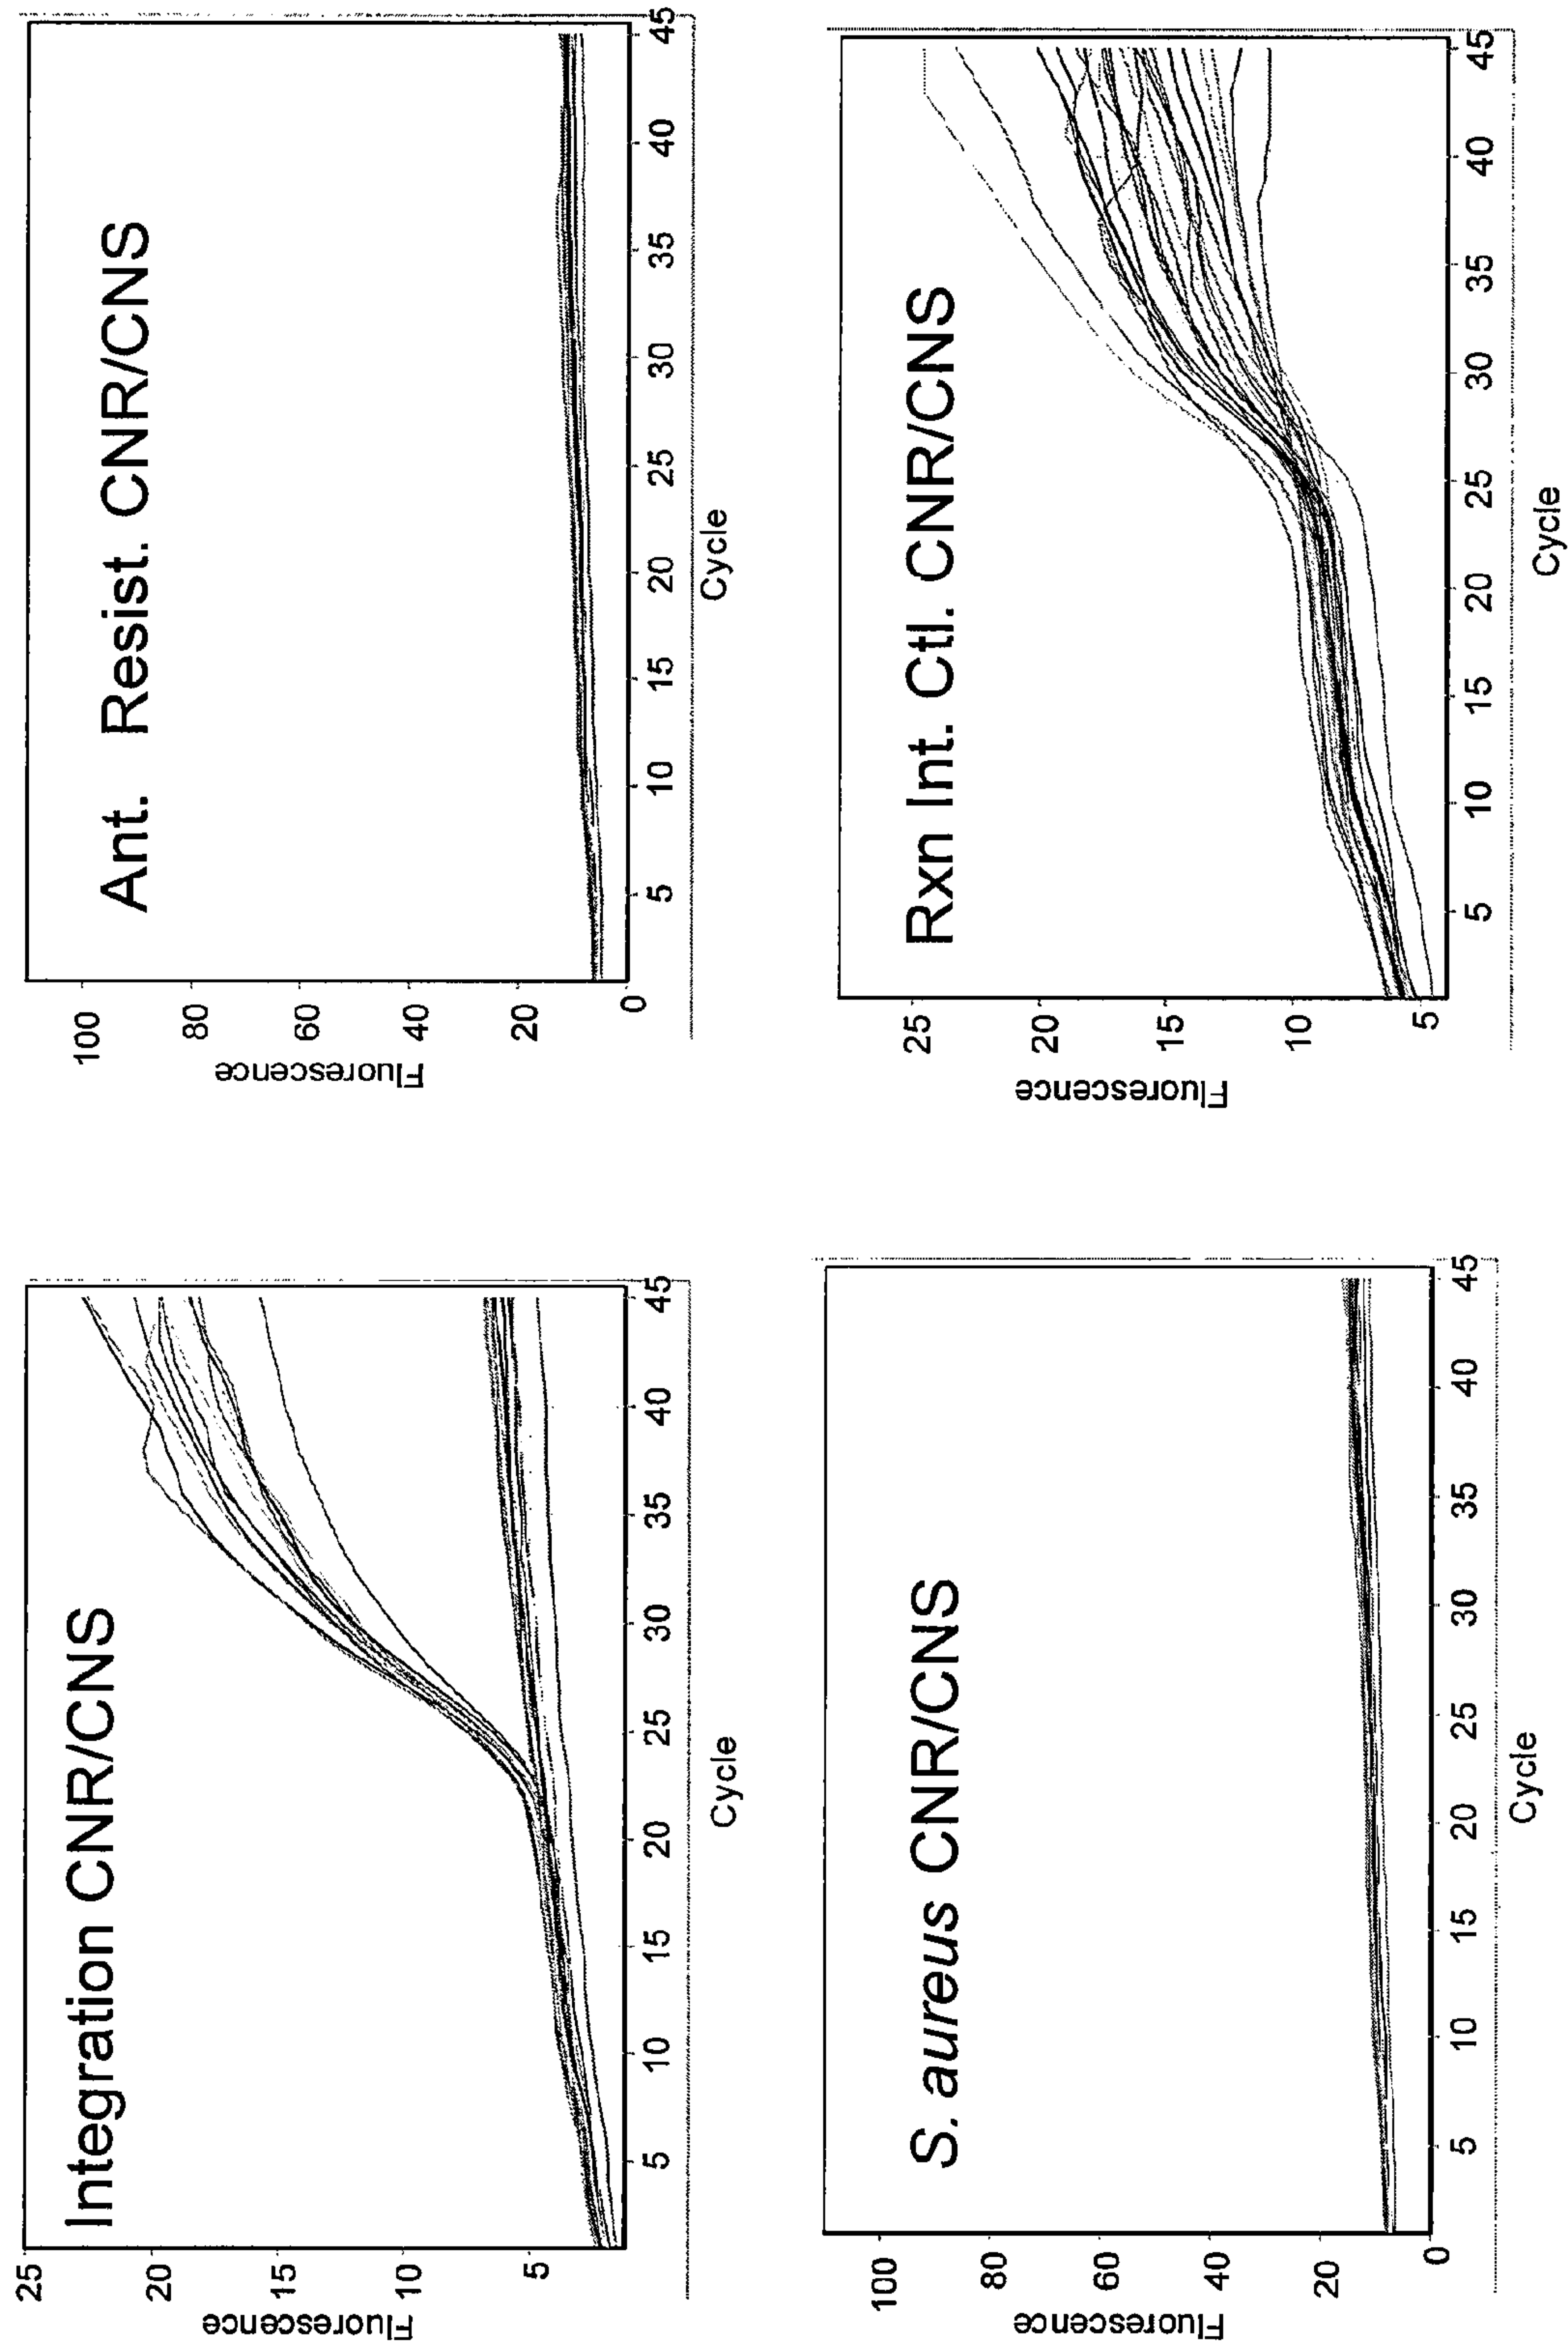 Integration CNR/CNS
Fluorescence
25
20
15
10
5
5 10 15 20 25 30 35 40 45
Cycle
Ant. Resist. CNR/CNS
Fluorescence
100
80
60
40
20
0
5 10 15 20 25 30 35 40 45
Cycle
S. aureus CNR/CNS
Fluorescence
100
80
60
40
20
0
5 10 15 20 25 30 35 40 45
Cycle
Rxn Int. Ctl. CNR/CNS
Fluorescence
25
20
15
10
5
5 10 15 20 25 30 35 40 45
Cycle